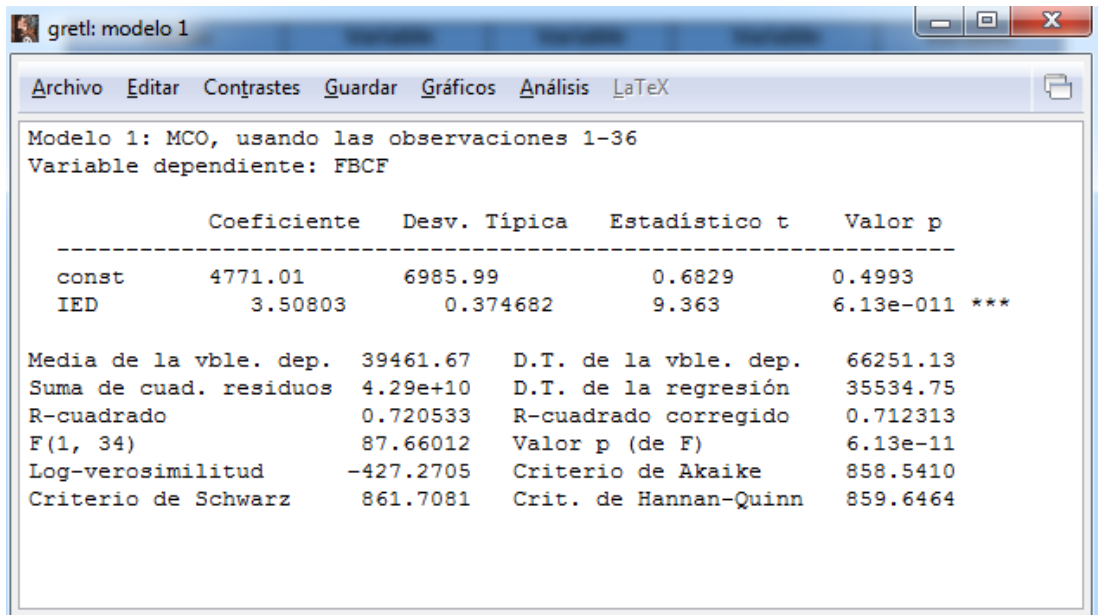 gretl: modelo 1
Archivo Editar Contrastes Guardar Gráficos Análisis LaTeX
Modelo 1: MCO, usando las observaciones 1-36
Variable dependiente: FBCF
Coeficiente Desv. Típica Estadístico t Valor p
----------------------------------------------------------------
const 4771.01 6985.99 0.6829 0.4993
IED 3.50803 0.374682 9.363 6.13e-011 ***
Media de la vble. dep. 39461.67 D.T. de la vble. dep. 66251.13
Suma de cuad. residuos 4.29e+10 D.T. de la regresión 35534.75
R-cuadrado 0.720533 R-cuadrado corregido 0.712313
F(1, 34) 87.66012 Valor p (de F) 6.13e-11
Log-verosimilitud -427.2705 Criterio de Akaike 858.5410
Criterio de Schwarz 861.7081 Crit. de Hannan-Quinn 859.6464